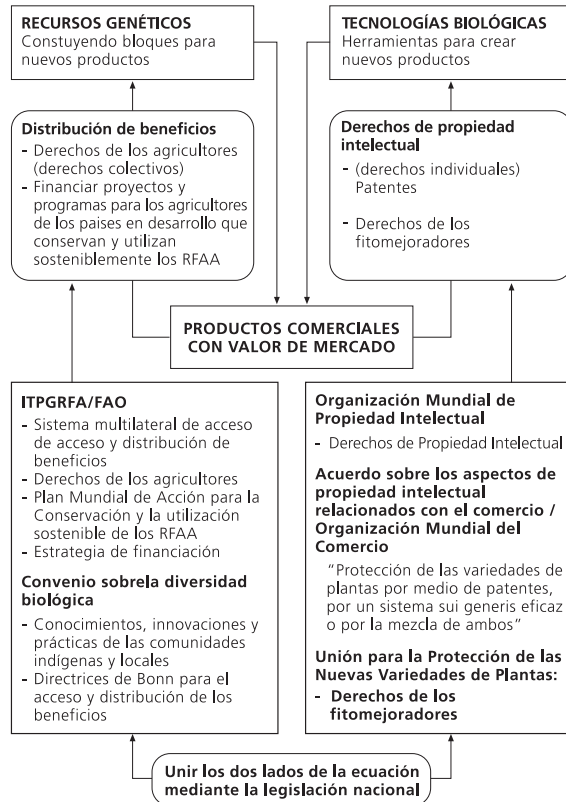 RECURSOS GENÉTICOS
Constuyendo bloques para
nuevos productos
TECNOLOGÍAS BIOLÓGICAS
Herramientas para crear
nuevos productos
Distribución de beneficios
- Derechos de los agricultores
(derechos colectivos)
- Financiar proyectos y
programas para los agricultores
de los paises en desarrollo que
conservan y utilizan
sosteniblemente los RFAA
Derechos de propiedad
intelectual
- (derechos individuales)
Patentes
- Derechos de los
fitomejoradores
PRODUCTOS COMERCIALES
CON VALOR DE MERCADO
ITPGRFA/FAO
- Sistema multilateral de acceso
de acceso y distribución de
beneficios
- Derechos de los agricultores
- Plan Mundial de Acción para la
Conservación y la utilización
sostenible de los RFAA
- Estrategia de financiación
Convenio sobrela diversidad
biológica
- Conocimientos, innovaciones y
prácticas de las comunidades
indígenas y locales
- Directrices de Bonn para el
acceso y distribución de los
beneficios
Organización Mundial de
Propiedad Intelectual
- Derechos de Propiedad Intelectual
Acuerdo sobre los aspectos de
propiedad intelectual
relacionados con el comercio /
Organización Mundial del
Comercio
“Protección de las variedades de
plantas por medio de patentes,
por un sistema sui generis eficaz
o por la mezcla de ambos”
Unión para la Protección de las
Nuevas Variedades de Plantas:
- Derechos de los
fitomejoradores
Unir los dos lados de la ecuación
mediante la legislación nacional